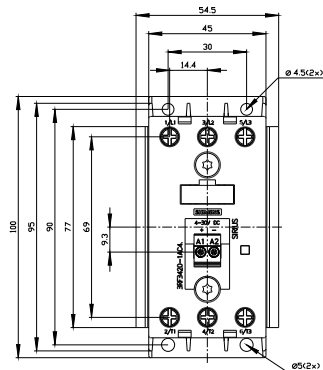 54.5
45
30
14.4
Ø 4.5(2x)
1/L1 3/L2 5/L3
100
95
90
77
69
9.3
SIEMENS
4-30V DC
+ -
A1 A2
SIRIUS
3RF3420-1AC4
2/T1 4/T2 6/T3
Ø5(2x)